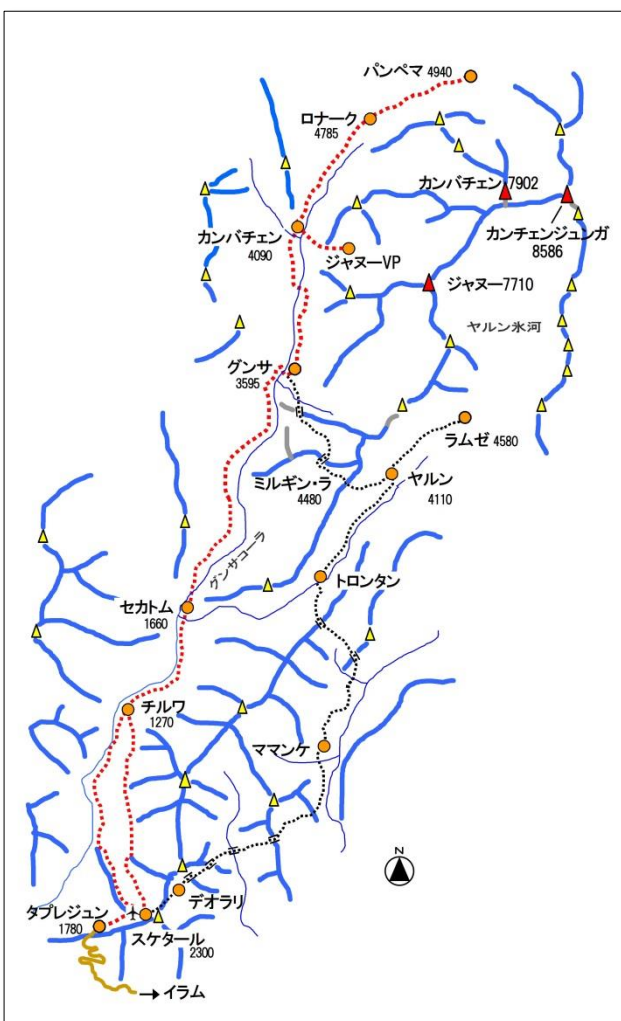 パンペマ 4940
ロナーク
4785
カンバチェン 7902
カンチェンジュンガ
8586
カンバチェン
4090
ジャヌーVP
ジャヌー7710
ヤルン氷河
グンサ
3595
ラムゼ 4580
ミルギン・ラ
4480
ヤルン
4110
グンサコーラ
トロンタン
セカトム
1660
チルワ
1270
ママンケ
N
デオラリ
タプレジュン
1780
スケタール
2300
→イラム